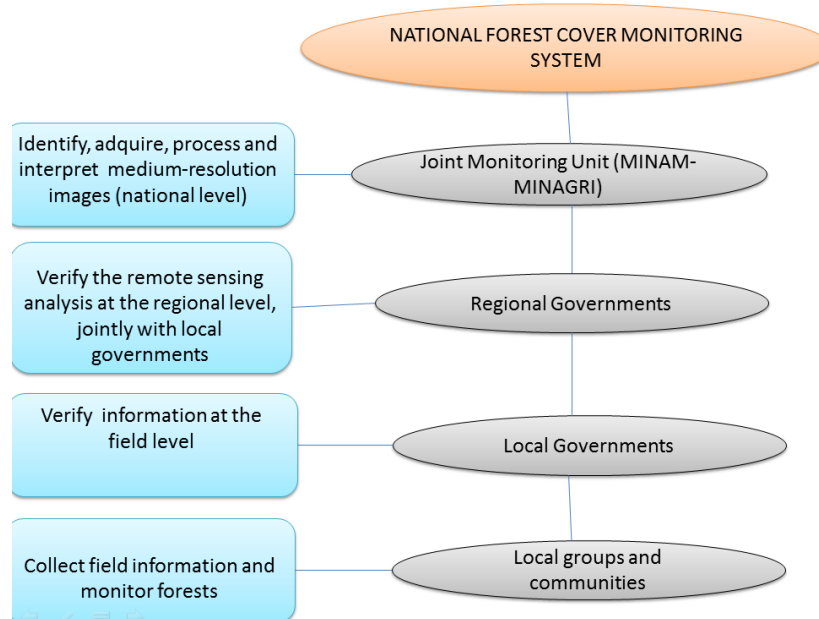 NATIONAL FOREST COVER MONITORING
SYSTEM
Identify, adquire, process and
interpret medium-resolution
images (national level)
Joint Monitoring Unit (MINAM-
MINAGRI)
Verify the remote sensing
analysis at the regional level,
jointly with local
governments
Regional Governments
Verify information at the
field level
Local Governments
Collect field information and
monitor forests
Local groups and
communities